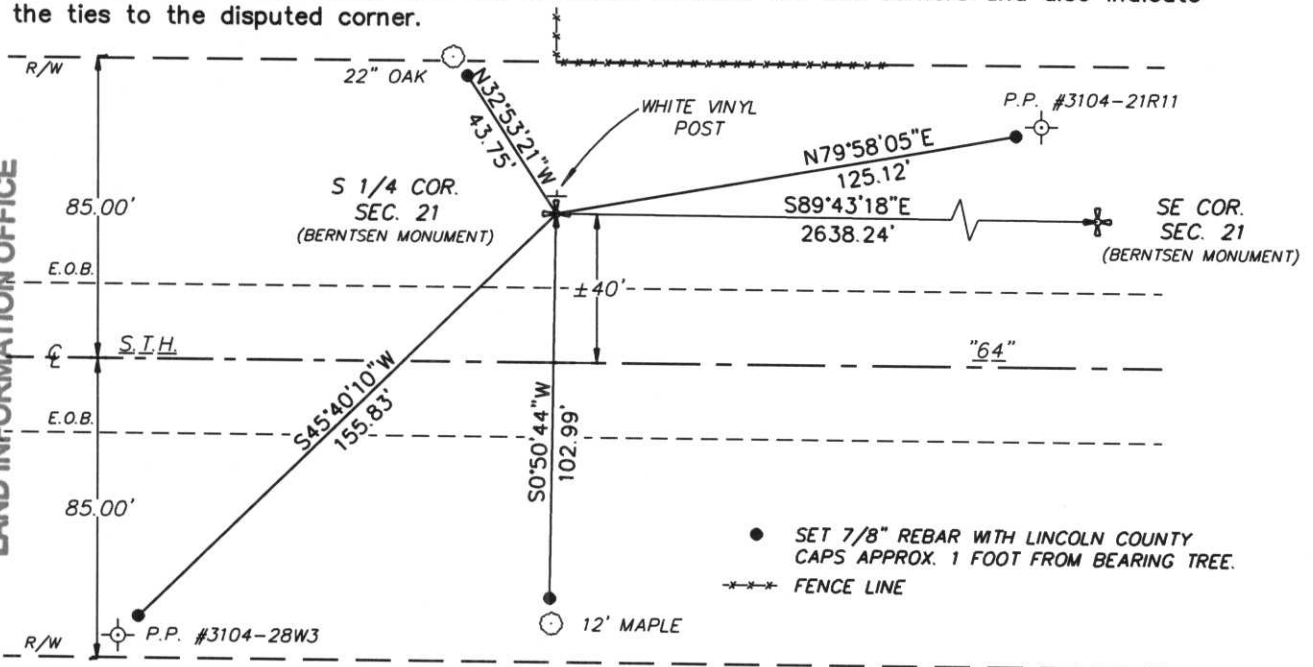 the ties to the disputed corner.
R/W
22" OAK
N32°53'21"W
43.75'
WHITE VINYL
POST
P.P. #3104-21R11
N79°58'05"E
125.12'
S 1/4 COR.
SEC. 21
(BERNTSEN MONUMENT)
S89°43'18"E
2638.24'
SE COR.
SEC. 21
(BERNTSEN MONUMENT)
85.00'
E.O.B.
±40'
℄
S.T.H.
"64"
E.O.B.
S45°40'10"W
155.83'
S0°50'44"W
102.99'
85.00'
SET 7/8" REBAR WITH LINCOLN COUNTY
CAPS APPROX. 1 FOOT FROM BEARING TREE.
FENCE LINE
12' MAPLE
P.P. #3104-28W3
R/W
LAND INFORMATION OFFICE